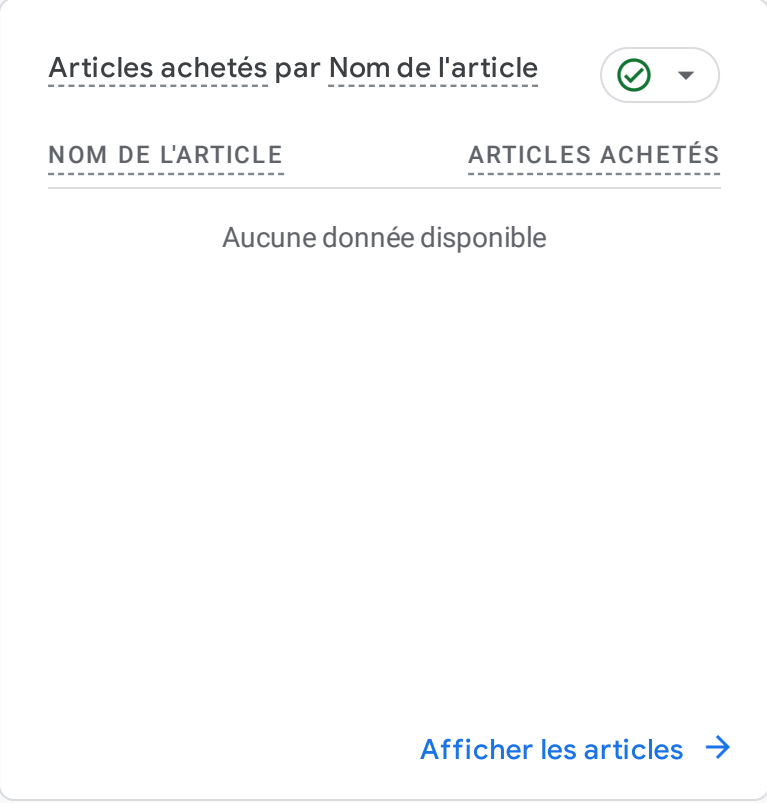 Articles achetés par Nom de l'article
NOM DE L'ARTICLE ARTICLES ACHETÉS
Aucune donnée disponible
Afficher les articles